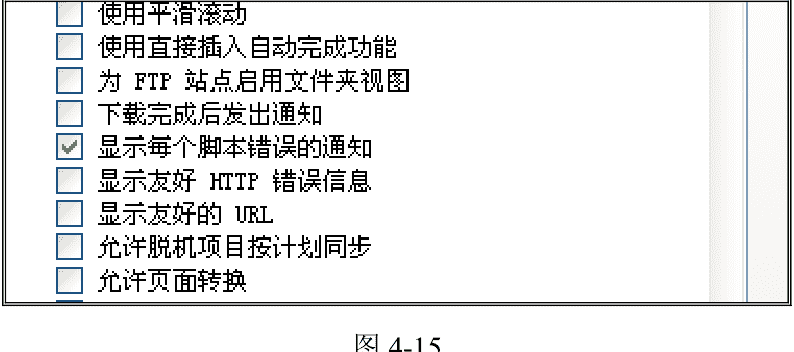 使用平滑滚动
使用直接插入自动完成功能
为 FTP 站点启用文件夹视图
下载完成后发出通知
显示每个脚本错误的通知
显示友好 HTTP 错误信息
显示友好的 URL
允许脱机项目按计划同步
允许页面转换
图 4-15